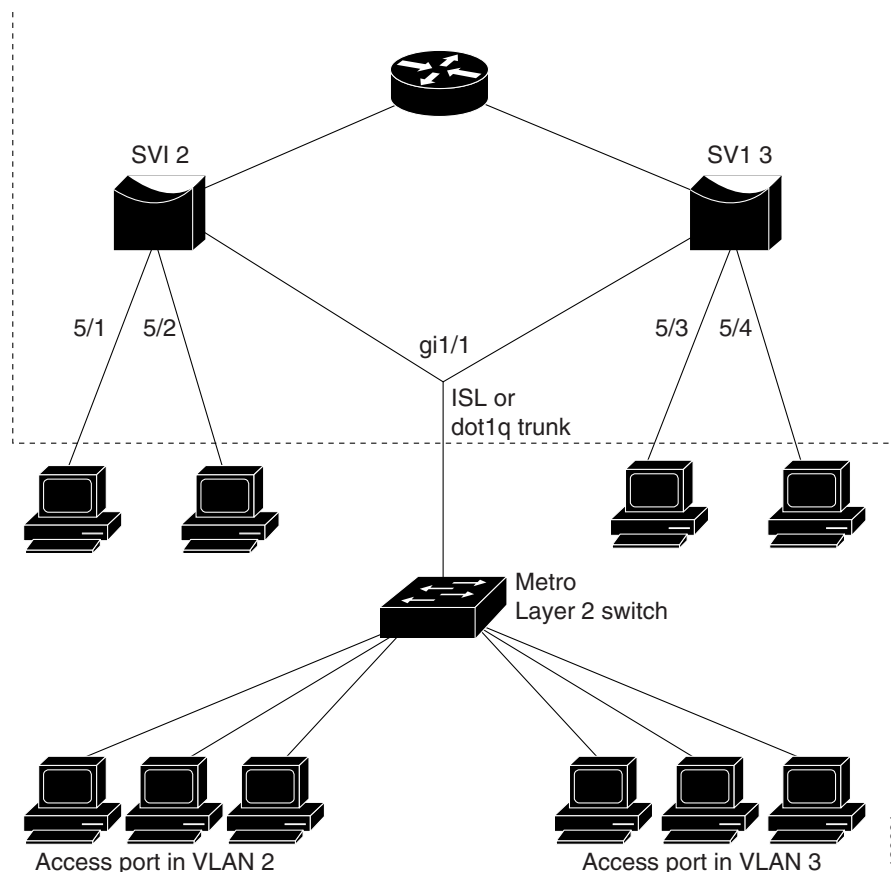 SVI 2
SV1 3
5/1
5/2
gi1/1
5/3
5/4
ISL or
dot1q trunk
Metro
Layer 2 switch
Access port in VLAN 2
Access port in VLAN 3